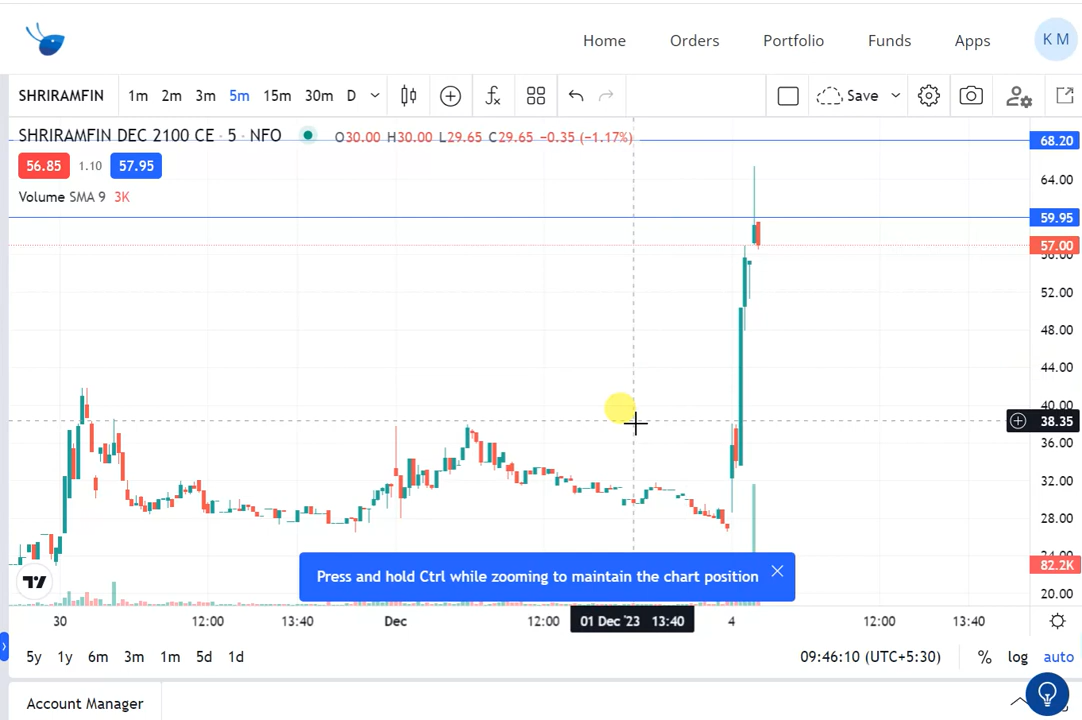 Home Orders Portfolio Funds Apps K M
SHRIRAMFIN 1m 2m 3m 5m 15m 30m D Save
SHRIRAMFIN DEC 2100 CE · 5 · NFO O30.00 H30.00 L29.65 C29.65 −0.35 (−1.17%)
68.20
56.85 1.10 57.95
64.00
Volume SMA 9 3K
59.95
57.00
56.00
52.00
48.00
44.00
40.00
38.35
36.00
32.00
28.00
24.00
82.2K
Press and hold Ctrl while zooming to maintain the chart position
20.00
30 12:00 13:40 Dec 12:00 01 Dec '23 13:40 4 12:00 13:40
5y 1y 6m 3m 1m 5d 1d 09:46:10 (UTC+5:30) % log auto
Account Manager